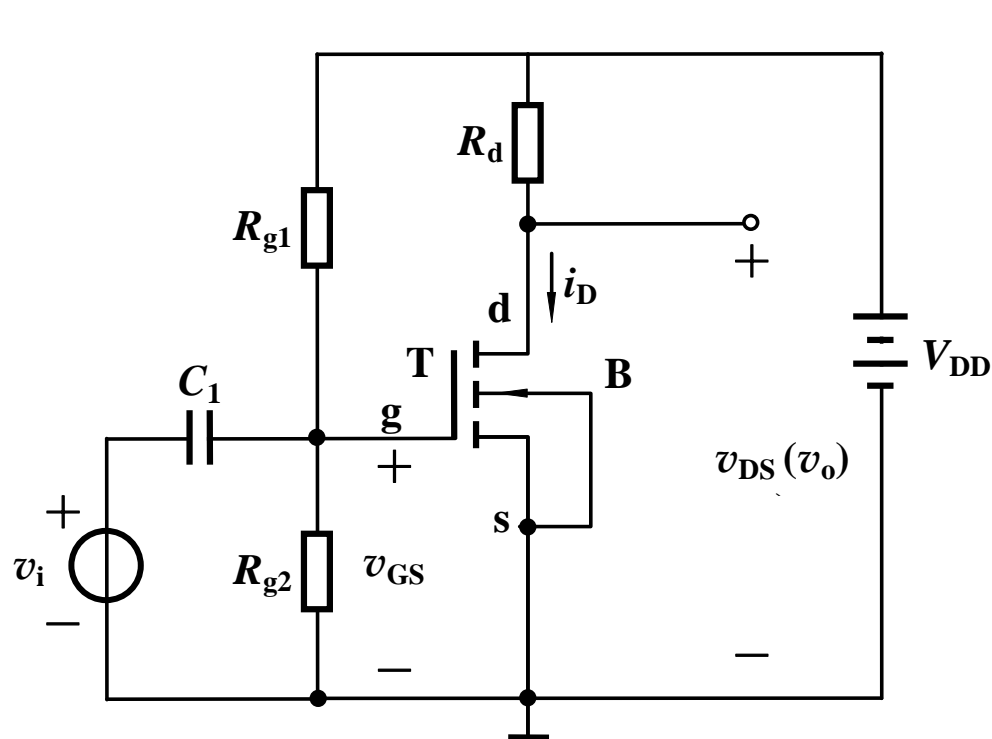 R_d
R_g1
i_D
d
T
B
V_DD
C_1
g
+
+
v_DS (v_o)
+
s
v_i
R_g2
v_GS
−
−
−